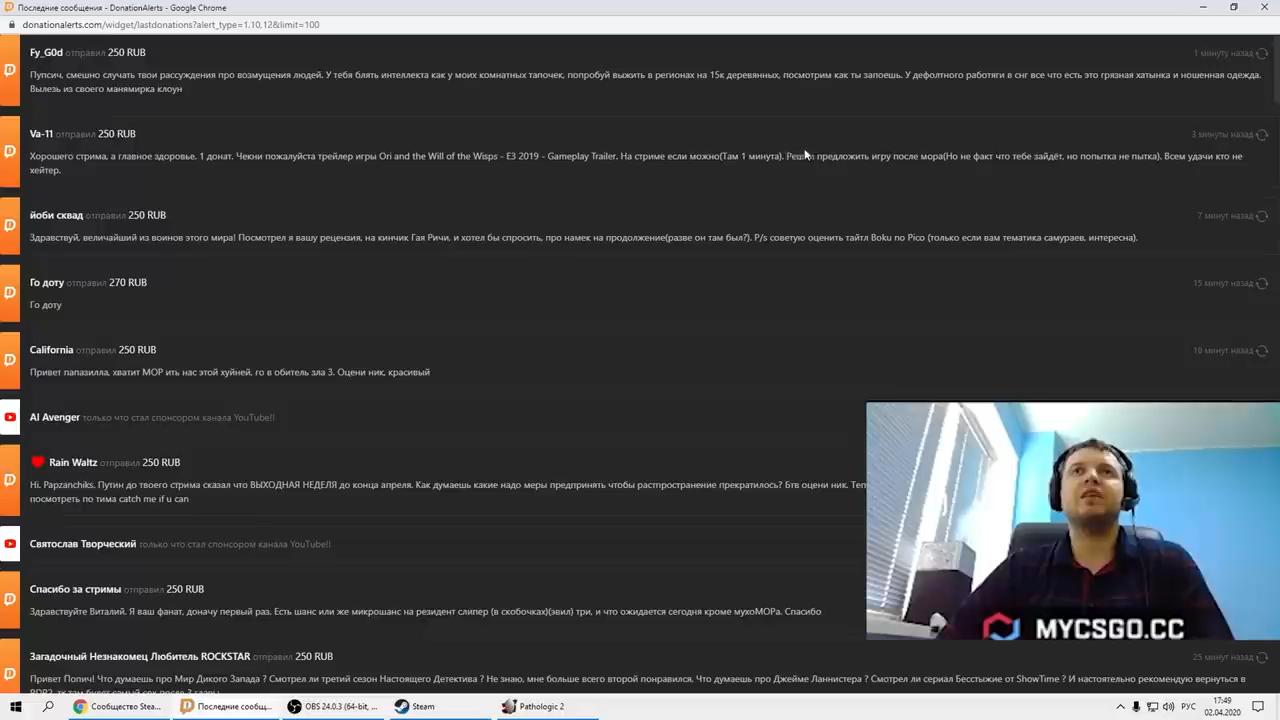 Последние сообщения - DonationAlerts - Google Chrome
donationalerts.com/widget/lastdonations?alert_type=1.10,12&limit=100
Fy_G0d отправил 250 RUB
1 минуту назад
Пупсич, смешно случать твои рассуждения про возмущения людей. У тебя блять интеллекта как у моих комнатных тапочек, попробуй выжить в регионах на 15к деревянных, посмотрим как ты запоешь. У дефолтного работяги в снг все что есть это грязная хатынка и ношенная одежда.
Вылезь из своего манямирка клоун
Va-11 отправил 250 RUB
3 минуты назад
Хорошего стрима, а главное здоровье. 1 донат. Чекни пожалуйста трейлер игры Ori and the Will of the Wisps - E3 2019 - Gameplay Trailer. На стриме если можно(Там 1 минута). предложить игру после мора(Но не факт что тебе зайдёт, но попытка не пытка). Всем удачи кто не
хейтер.
йоби сквад отправил 250 RUB
7 минут назад
Здравствуй, величайший из воинов этого мира! Посмотрел я вашу рецензия, на кинчик Гая Ричи, и хотел бы спросить, про намек на продолжение(разве он там был?). P/s советую оценить тайтл Boku no Pico (только если вам тематика самураев, интересна).
Го доту отправил 270 RUB
15 минут назад
Го доту
California отправил 250 RUB
18 минут назад
Привет папазилла, хватит МОР ить нас этой хуйней, го в обитель зла 3. Оцени ник, красивый
Al Avenger только что стал спонсором канала YouTube!!
Rain Waltz отправил 250 RUB
Hi. Papzanchiks. Путин до твоего стрима сказал что ВЫХОДНАЯ НЕДЕЛЯ до конца апреля. Как думаешь какие надо меры предпринять чтобы распространение прекратилось? Бтв оцени ник.
посмотреть по тима catch me if u can
Святослав Творческий только что стал спонсором канала YouTube!!
Спасибо за стримы отправил 250 RUB
Здравствуйте Виталий. Я ваш фанат, доначу первый раз. Есть шанс или же микрошанс на резидент слипер (в скобочках)(эвил) три, и что ожидается сегодня кроме мухоМОРа. Спасибо
MYCSGO.CC
Загадочный Незнакомец Любитель ROCKSTAR отправил 250 RUB
25 минут назад
Привет Попич! Что думаешь про Мир Дикого Запада ? Смотрел ли третий сезон Настоящего Детектива ? Не знаю, мне больше всего второй понравился. Что думаешь про Джейме Ланнистера ? Смотрел ли сериал Бесстыжие от ShowTime ? И настоятельно рекомендую вернуться в
Сообщество Stea...
Последние сообщ...
OBS 24.0.3 (64-bit, ...
Steam
Pathologic 2
РУС
17:49
02.04.2020